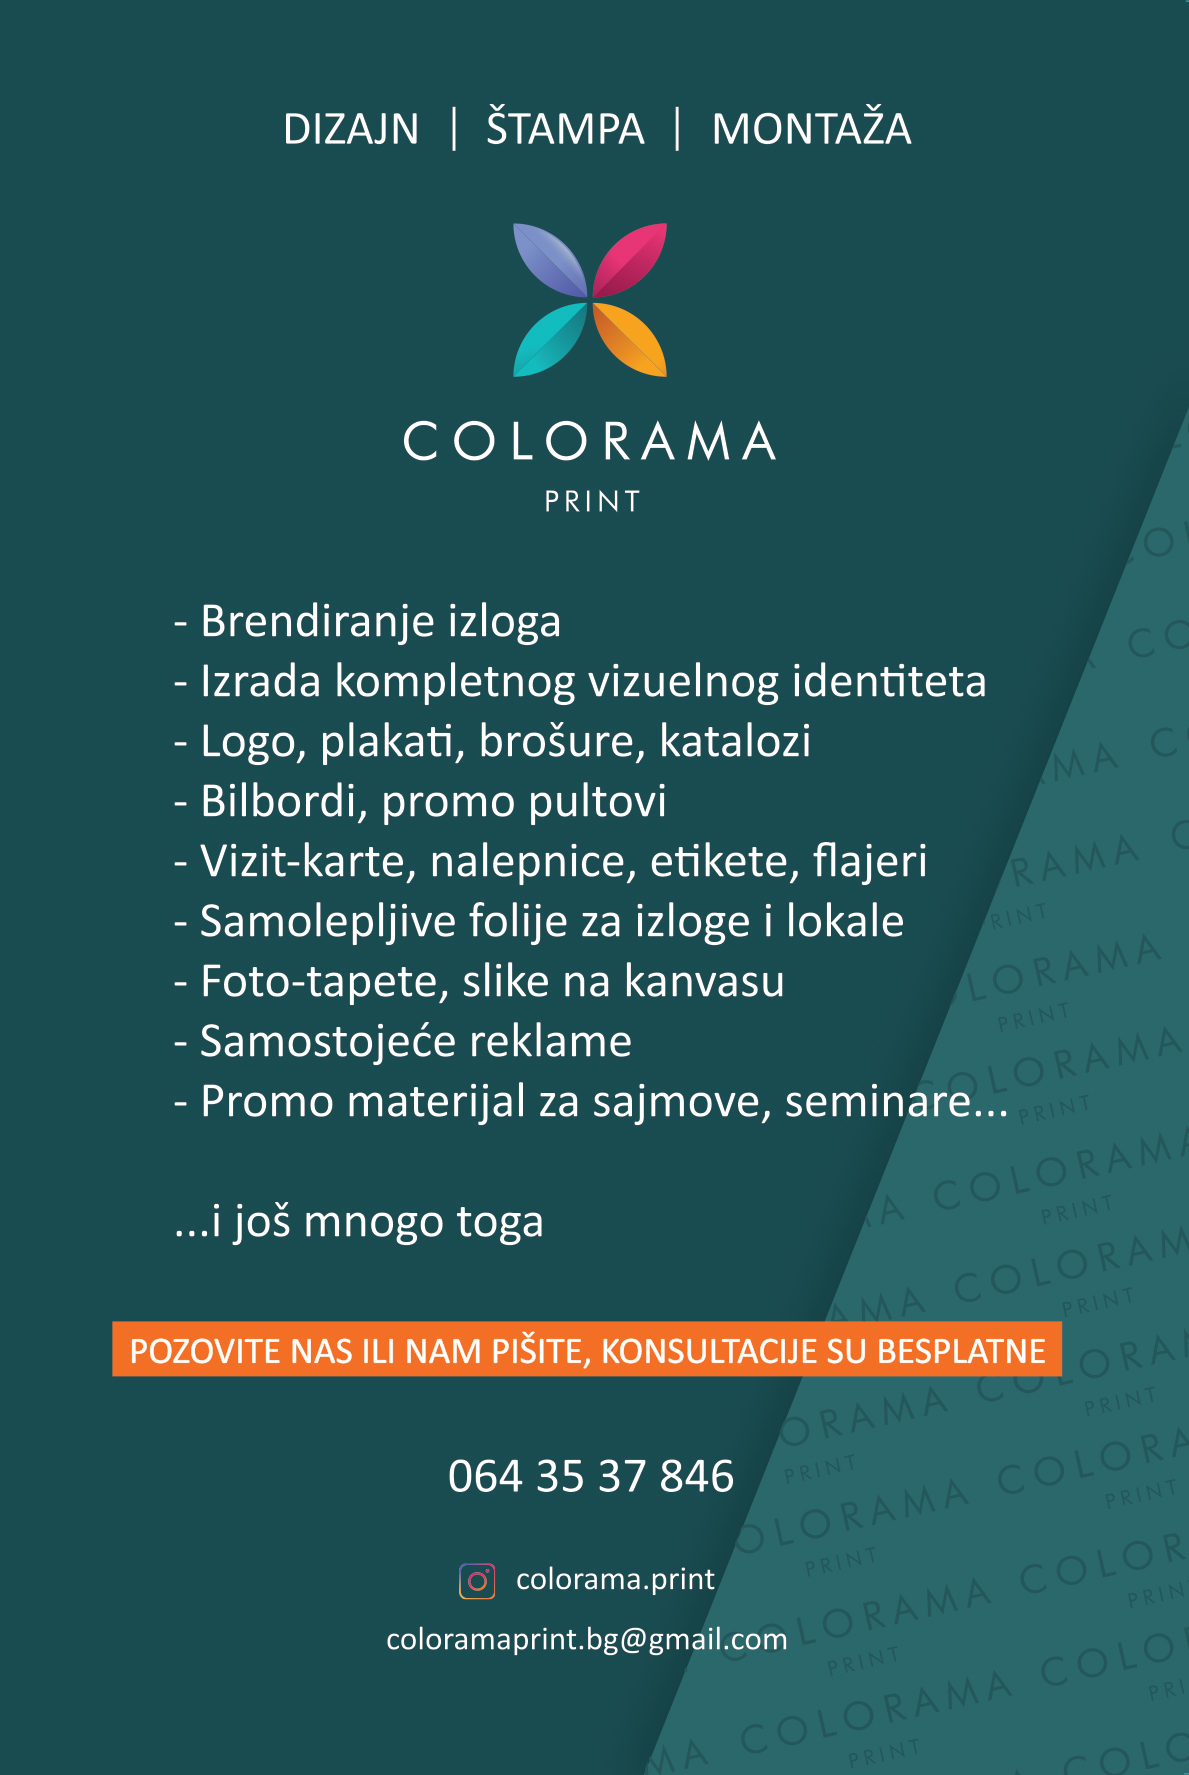 DIZAJN | ŠTAMPA | MONTAŽA
COLORAMA
PRINT
- Brendiranje izloga
- Izrada kompletnog vizuelnog identiteta
- Logo, plakati, brošure, katalozi
- Bilbordi, promo pultovi
- Vizit-karte, nalepnice, etikete, flajeri
- Samolepljive folije za izloge i lokale
- Foto-tapete, slike na kanvasu
- Samostojeće reklame
- Promo materijal za sajmove, seminare...
...i još mnogo toga
POZOVITE NAS ILI NAM PIŠITE, KONSULTACIJE SU BESPLATNE
064 35 37 846
colorama.print
coloramaprint.bg@gmail.com